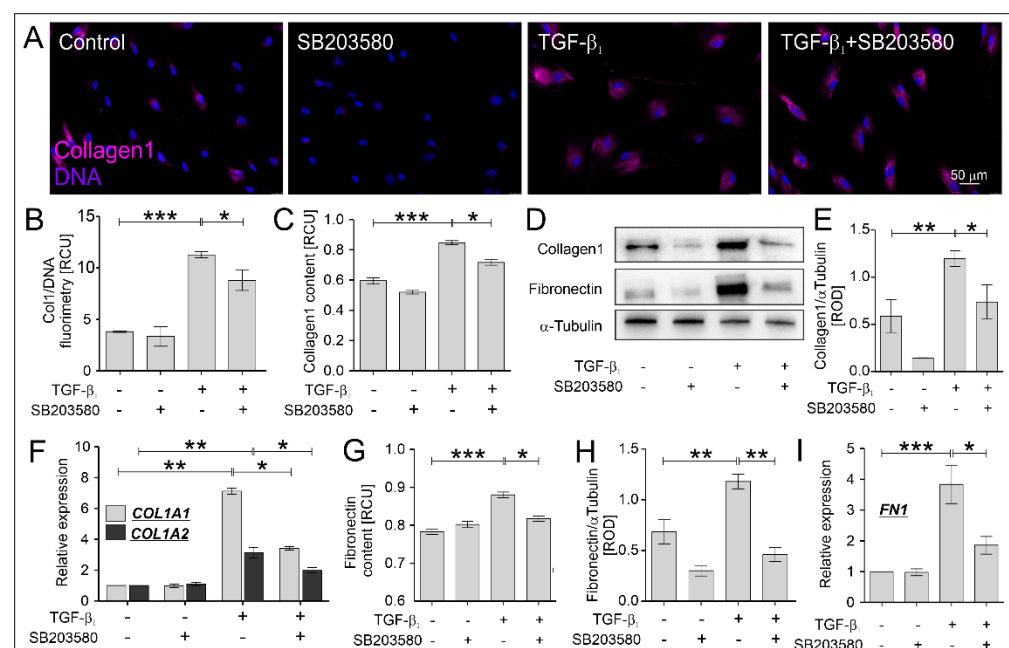 A
Control
SB203580
TGF-β₁
TGF-β₁+SB203580
Collagen1
DNA
50 μm
B
Col1/DNA
fluorimetry [RCU]
15
10
5
0
***
*
TGF-β₁ - - + +
SB203580 - + - +
C
Collagen1 content [RCU]
1.0
0.8
0.6
0.4
0.2
0.0
***
*
TGF-β₁ - - + +
SB203580 - + - +
D
Collagen1
Fibronectin
α-Tubulin
TGF-β₁ - - + +
SB203580 - + - +
E
Collagen1/αTubulin
[ROD]
1.5
1.0
0.5
0.0
**
*
- - + +
- + - +
F
Relative expression
8
6
4
2
0
**
*
**
*
COL1A1
COL1A2
TGF-β₁ - - + +
SB203580 - + - +
G
Fibronectin
content [RCU]
1.0
0.9
0.8
0.7
0.6
***
*
TGF-β₁ - - + +
SB203580 - + - +
H
Fibronectin/αTubulin
[ROD]
1.5
1.0
0.5
0.0
**
**
TGF-β₁ - - + +
SB203580 - + - +
I
Relative expression
5
4
3
2
1
0
***
*
FN1
TGF-β₁ - - + +
SB203580 - + - +